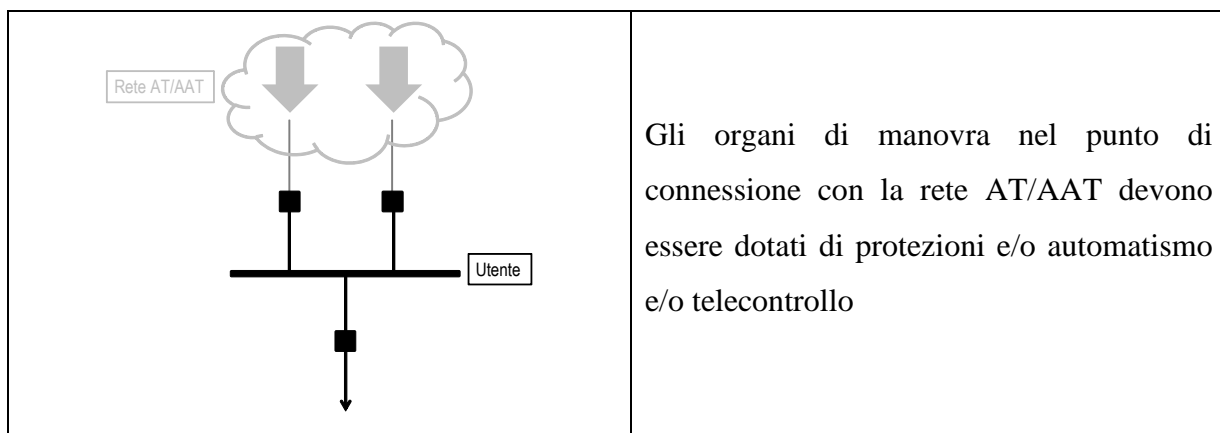 Rete AT/AAT
Utente
Gli organi di manovra nel punto di
connessione con la rete AT/AAT devono
essere dotati di protezioni e/o automatismo
e/o telecontrollo